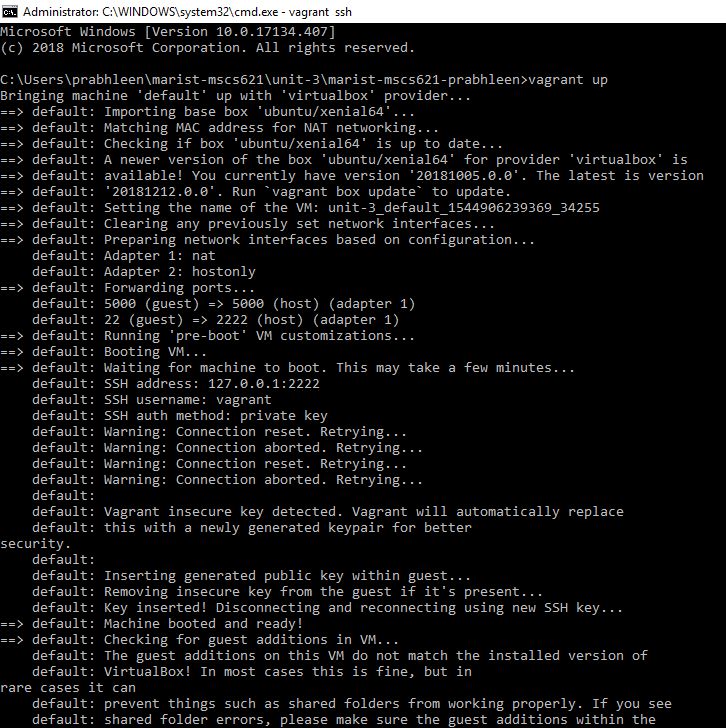 Administrator: C:\WINDOWS\system32\cmd.exe - vagrant  ssh
Microsoft Windows [Version 10.0.17134.407]
(c) 2018 Microsoft Corporation. All rights reserved.
C:\Users\prabhleen\marist-mscs621\unit-3\marist-mscs621-prabhleen>vagrant up
Bringing machine 'default' up with 'virtualbox' provider...
==> default: Importing base box 'ubuntu/xenial64'...
==> default: Matching MAC address for NAT networking...
==> default: Checking if box 'ubuntu/xenial64' is up to date...
==> default: A newer version of the box 'ubuntu/xenial64' for provider 'virtualbox' is
==> default: available! You currently have version '20181005.0.0'. The latest is version
==> default: '20181212.0.0'. Run `vagrant box update` to update.
==> default: Setting the name of the VM: unit-3_default_1544906239369_34255
==> default: Clearing any previously set network interfaces...
==> default: Preparing network interfaces based on configuration...
    default: Adapter 1: nat
    default: Adapter 2: hostonly
==> default: Forwarding ports...
    default: 5000 (guest) => 5000 (host) (adapter 1)
    default: 22 (guest) => 2222 (host) (adapter 1)
==> default: Running 'pre-boot' VM customizations...
==> default: Booting VM...
==> default: Waiting for machine to boot. This may take a few minutes...
    default: SSH address: 127.0.0.1:2222
    default: SSH username: vagrant
    default: SSH auth method: private key
    default: Warning: Connection reset. Retrying...
    default: Warning: Connection aborted. Retrying...
    default: Warning: Connection reset. Retrying...
    default: Warning: Connection aborted. Retrying...
    default:
    default: Vagrant insecure key detected. Vagrant will automatically replace
    default: this with a newly generated keypair for better
security.
    default:
    default: Inserting generated public key within guest...
    default: Removing insecure key from the guest if it's present...
    default: Key inserted! Disconnecting and reconnecting using new SSH key...
==> default: Machine booted and ready!
==> default: Checking for guest additions in VM...
    default: The guest additions on this VM do not match the installed version of
    default: VirtualBox! In most cases this is fine, but in
rare cases it can
    default: prevent things such as shared folders from working properly. If you see
    default: shared folder errors, please make sure the guest additions within the